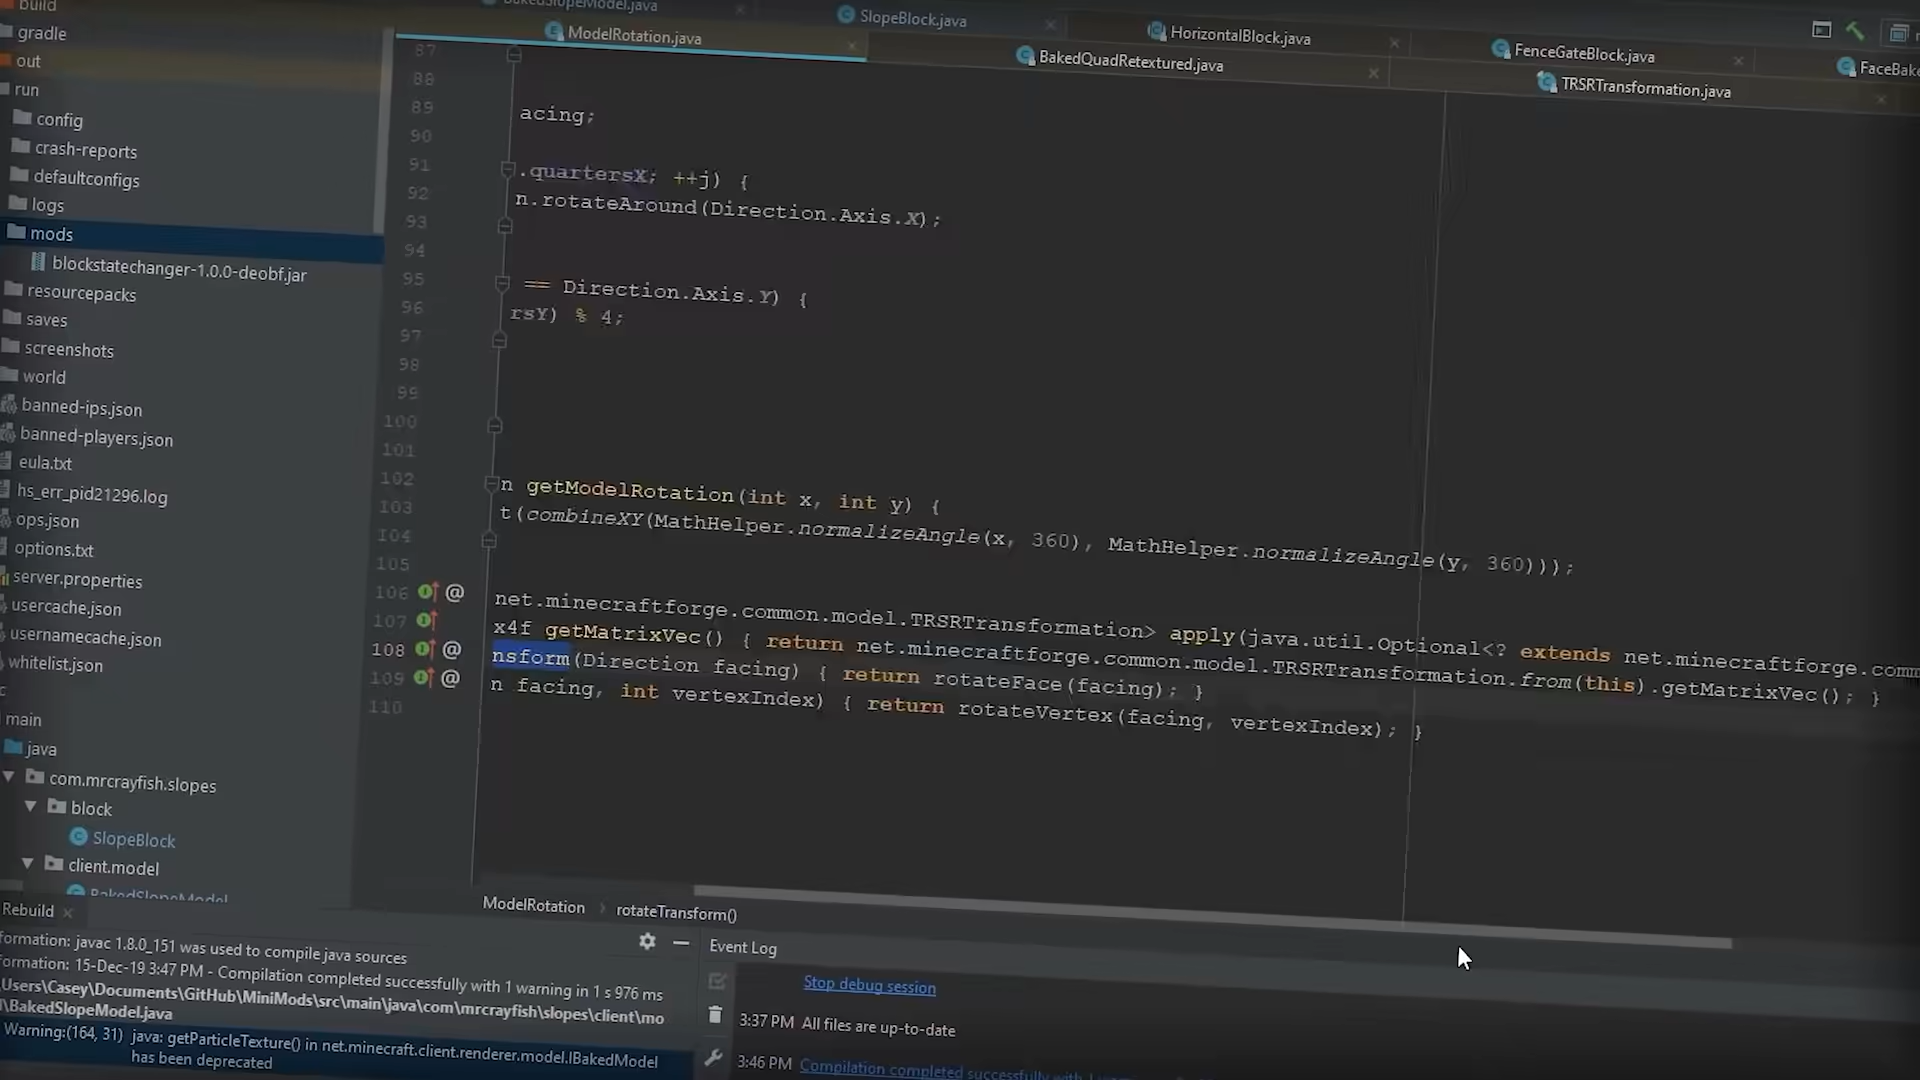 build
gradle
out
run
config
crash-reports
defaultconfigs
logs
mods
blockstatechanger-1.0.0-deobf.jar
resourcepacks
saves
screenshots
world
banned-ips.json
banned-players.json
eula.txt
hs_err_pid21296.log
ops.json
options.txt
server.properties
usercache.json
usernamecache.json
whitelist.json
main
java
com.mrcrayfish.slopes
block
SlopeBlock
client.model
BakedSlopeModel
BakedSlopeModel.java
SlopeBlock.java
HorizontalBlock.java
FenceGateBlock.java
FaceBake
ModelRotation.java
BakedQuadRetextured.java
TRSRTransformation.java
87
88
89 acing;
90
91 .quartersX; ++j) {
92 n.rotateAround(Direction.Axis.X);
93
94
95 == Direction.Axis.Y) {
96 rsY) % 4;
97
98
99
100
101
102 n getModelRotation(int x, int y) {
103 t(combineXY(MathHelper.normalizeAngle(x, 360), MathHelper.normalizeAngle(y, 360)));
104
105
106 @ net.minecraftforge.common.model.TRSRTransformation> apply(java.util.Optional<? extends net.minecraftforge.comm
107 x4f getMatrixVec() { return net.minecraftforge.common.model.TRSRTransformation.from(this).getMatrixVec(); }
108 @ nsform(Direction facing) { return rotateFace(facing); }
109 @ n facing, int vertexIndex) { return rotateVertex(facing, vertexIndex); }
110
ModelRotation > rotateTransform()
Rebuild ×
formation: javac 1.8.0_151 was used to compile java sources
formation: 15-Dec-19 3:47 PM - Compilation completed successfully with 1 warning in 1 s 976 ms
Users\Casey\Documents\GitHub\MiniMods\src\main\java\com\mrcrayfish\slopes\client\mo
l\BakedSlopeModel.java
Warning:(164, 31) java: getParticleTexture() in net.minecraft.client.renderer.model.IBakedModel
has been deprecated
Event Log
Stop debug session
3:37 PM All files are up-to-date
3:46 PM Compilation completed successfully with 1